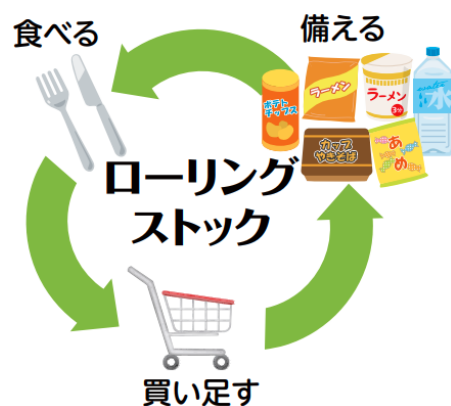 食べる
備える
ポテト
チップス
ラーメン
ラーメン
3分
水
カップ
やきそば
あめ
ローリング
ストック
買い足す